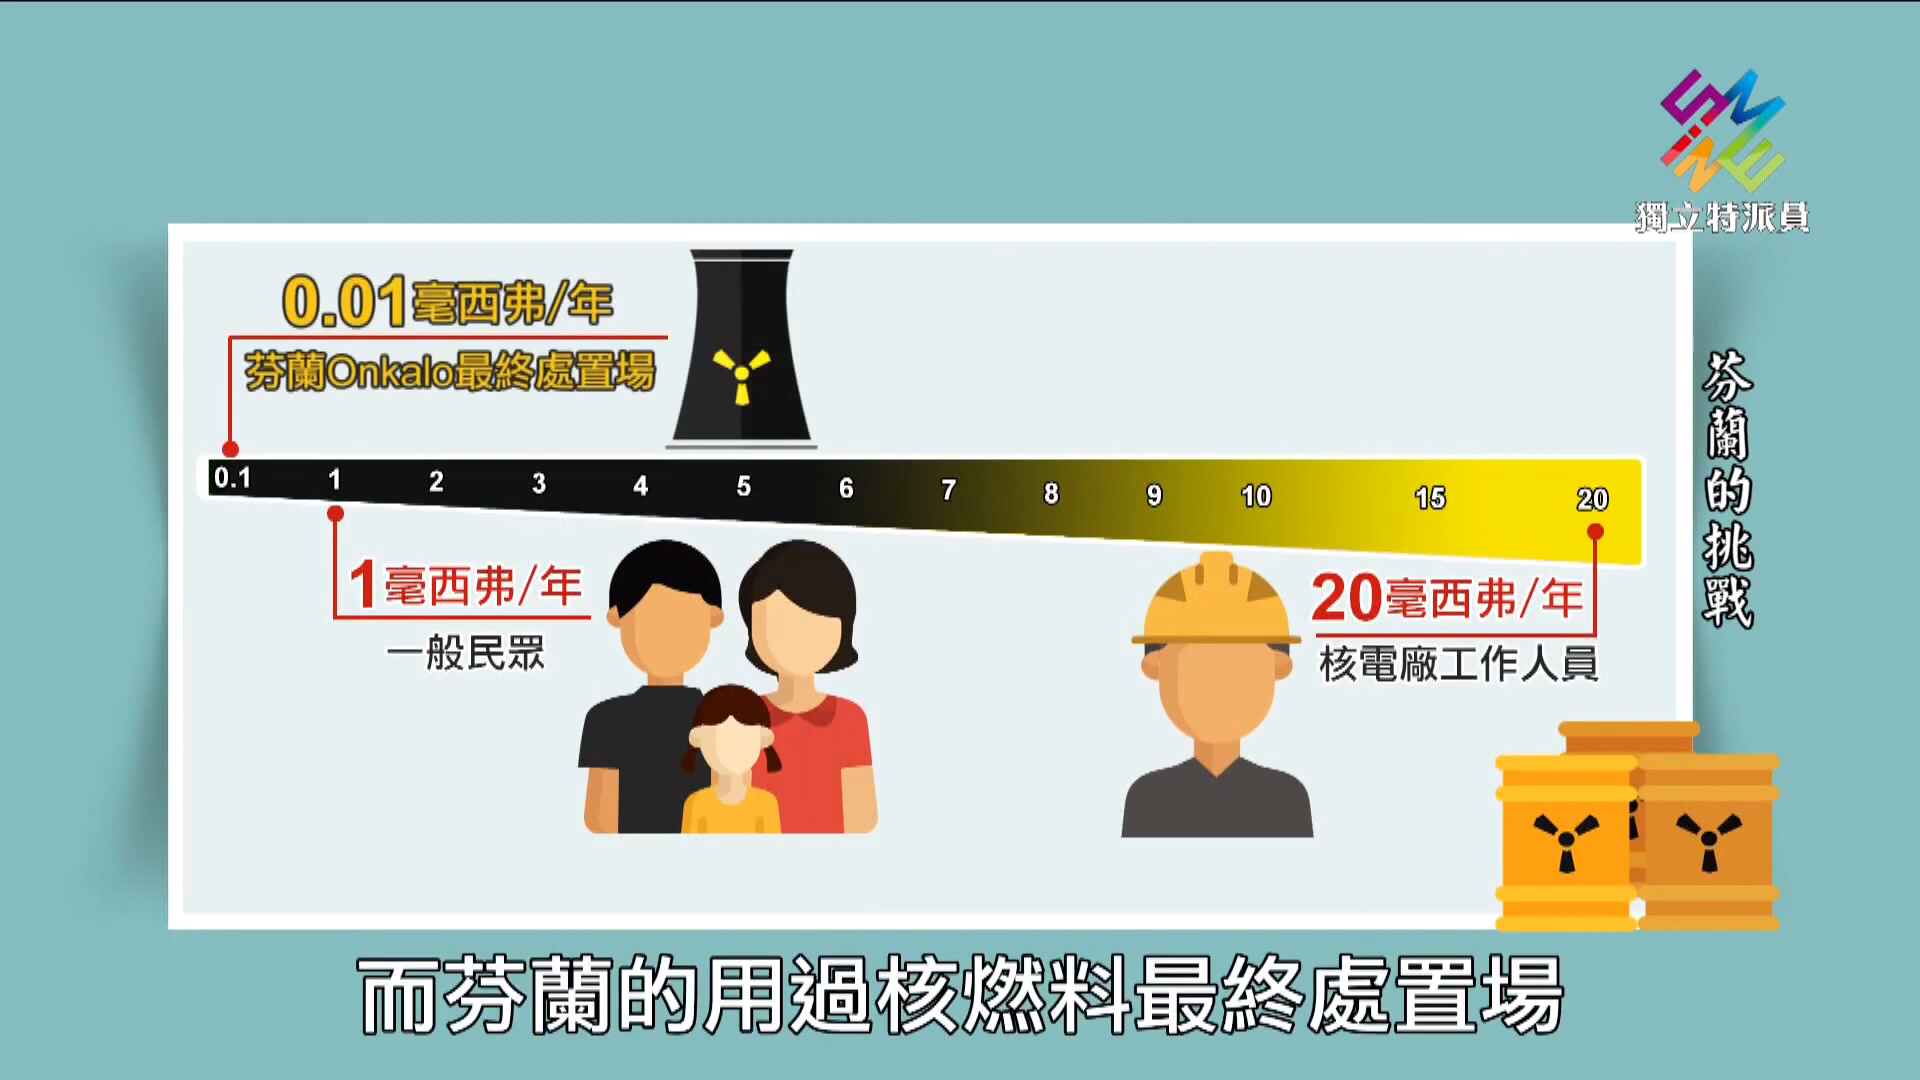 SINE
獨立特派員
0.01毫西弗/年
芬蘭Onkalo最終處置場
0.1 1 2 3 4 5 6 7 8 9 10 15 20
1毫西弗/年
一般民眾
20毫西弗/年
核電廠工作人員
芬蘭的挑戰
而芬蘭的用過核燃料最終處置場